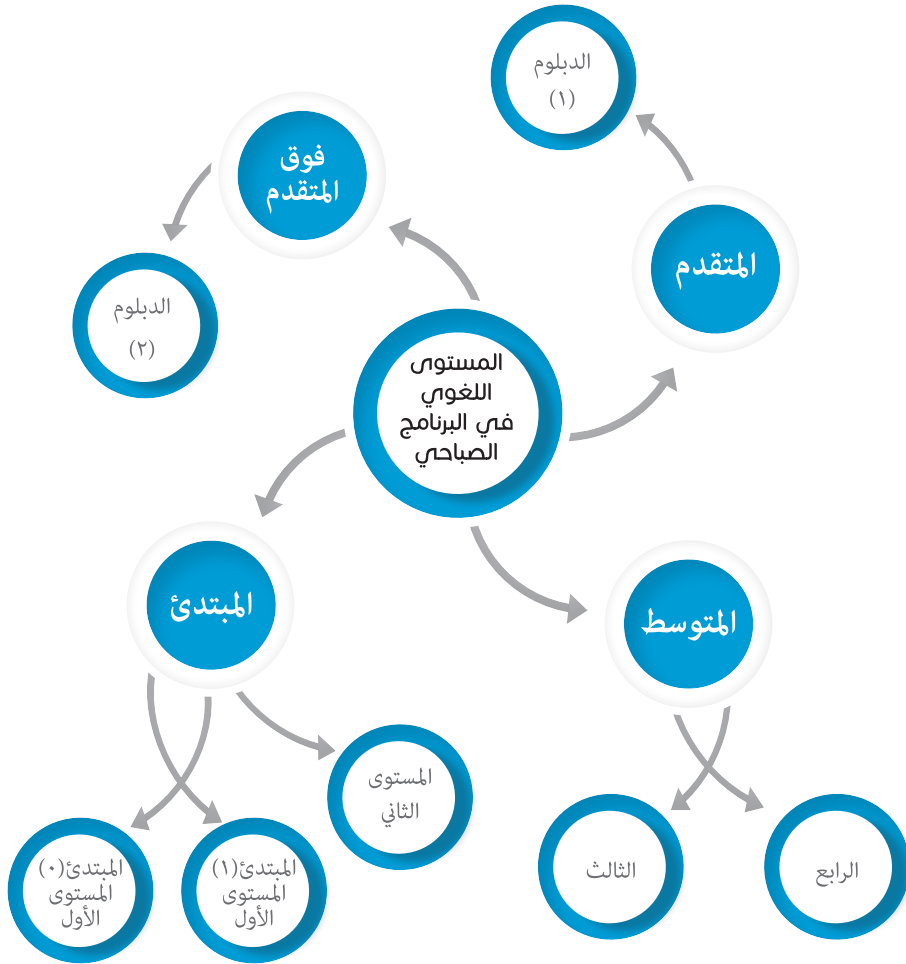 الدبلوم
(١)
فوق
المتقدم
المتقدم
الدبلوم
(٢)
المستوى
اللغوي
في البرنامج
الصباحي
المبتدئ
المتوسط
المستوى
الثاني
الرابع
الثالث
المبتدئ(١)
المستوى
الأول
المبتدئ(٠)
المستوى
الأول